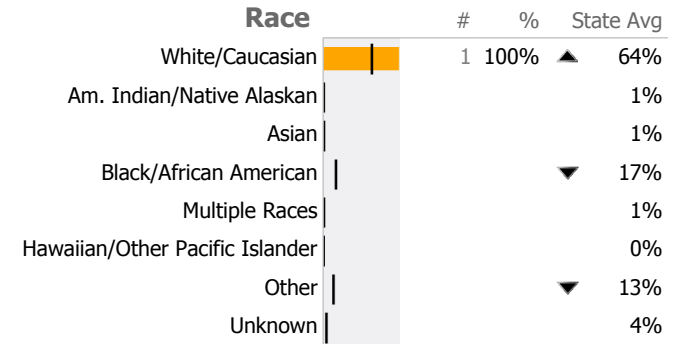 Race # % State Avg
White/Caucasian 1 100% ▲ 64%
Am. Indian/Native Alaskan 1%
Asian 1%
Black/African American ▼ 17%
Multiple Races 1%
Hawaiian/Other Pacific Islander 0%
Other ▼ 13%
Unknown 4%